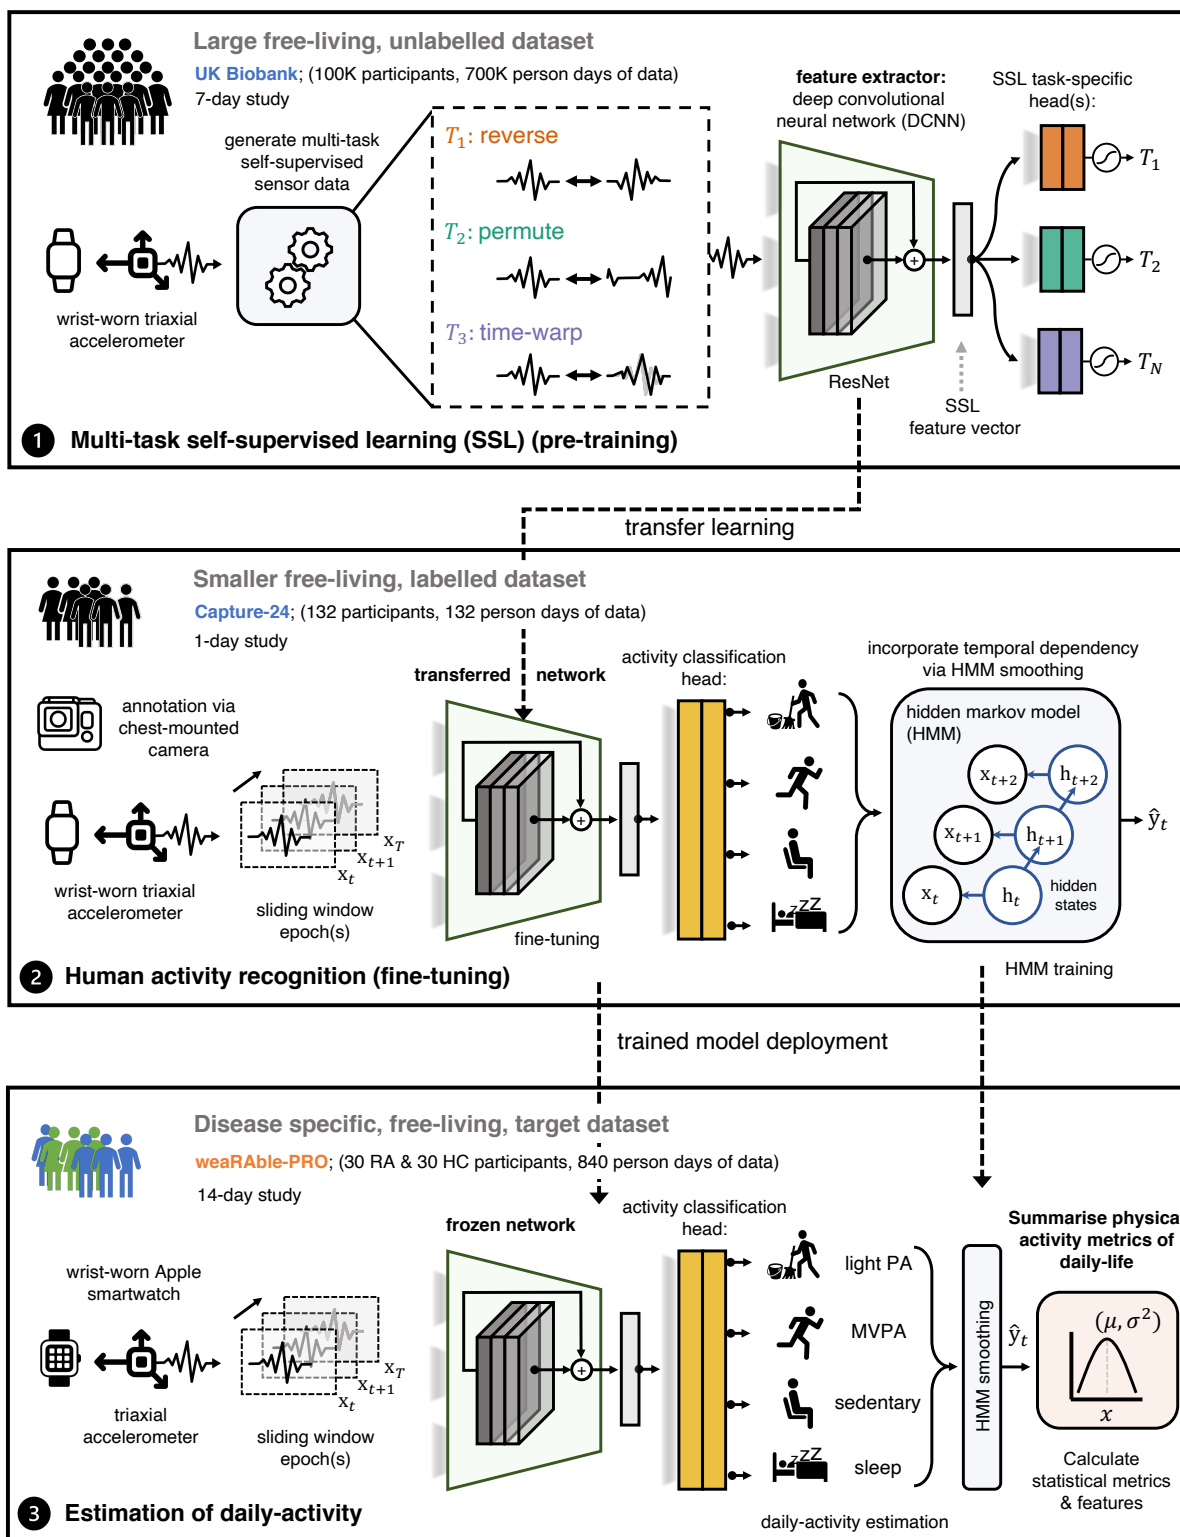 Large free-living, unlabelled dataset
UK Biobank; (100K participants, 700K person days of data)
7-day study
generate multi-task
self-supervised
sensor data
wrist-worn triaxial
accelerometer
T1: reverse
T2: permute
T3: time-warp
feature extractor:
deep convolutional
neural network (DCNN)
+
ResNet
SSL
feature vector
SSL task-specific
head(s):
T1
T2
TN
1 Multi-task self-supervised learning (SSL) (pre-training)
transfer learning
Smaller free-living, labelled dataset
Capture-24; (132 participants, 132 person days of data)
1-day study
annotation via
chest-mounted
camera
wrist-worn triaxial
accelerometer
xt
xt+1
xT
sliding window
epoch(s)
transferred network
+
fine-tuning
activity classification
head:
zzZZ
incorporate temporal dependency
via HMM smoothing
hidden markov model
(HMM)
xt+2 ht+2
xt+1 ht+1
xt ht
hidden
states
ŷt
HMM training
2 Human activity recognition (fine-tuning)
trained model deployment
Disease specific, free-living, target dataset
weaRAble-PRO; (30 RA & 30 HC participants, 840 person days of data)
14-day study
wrist-worn Apple
smartwatch
triaxial
accelerometer
xt
xt+1
xT
sliding window
epoch(s)
frozen network
+
activity classification
head:
light PA
MVPA
sedentary
zzZZ
sleep
daily-activity estimation
HMM smoothing
ŷt
Summarise physical
activity metrics of
daily-life
(μ, σ²)
x
Calculate
statistical metrics
& features
3 Estimation of daily-activity